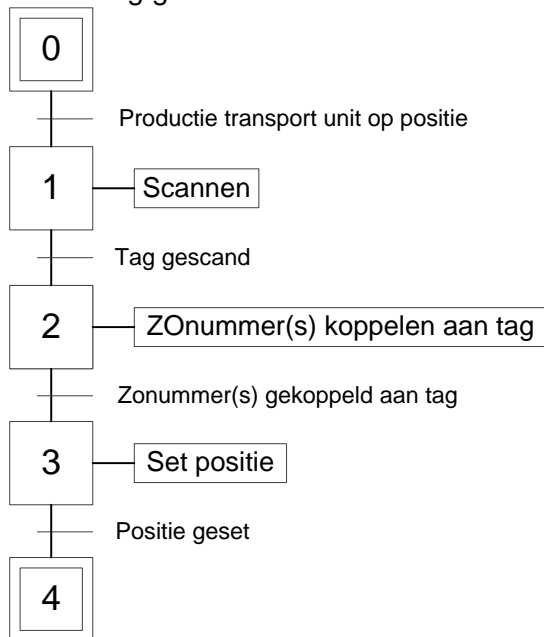 0
Productie transport unit op positie
1 Scannen
Tag gescand
2 ZOnummer(s) koppelen aan tag
Zonummer(s) gekoppeld aan tag
3 Set positie
Positie geset
4